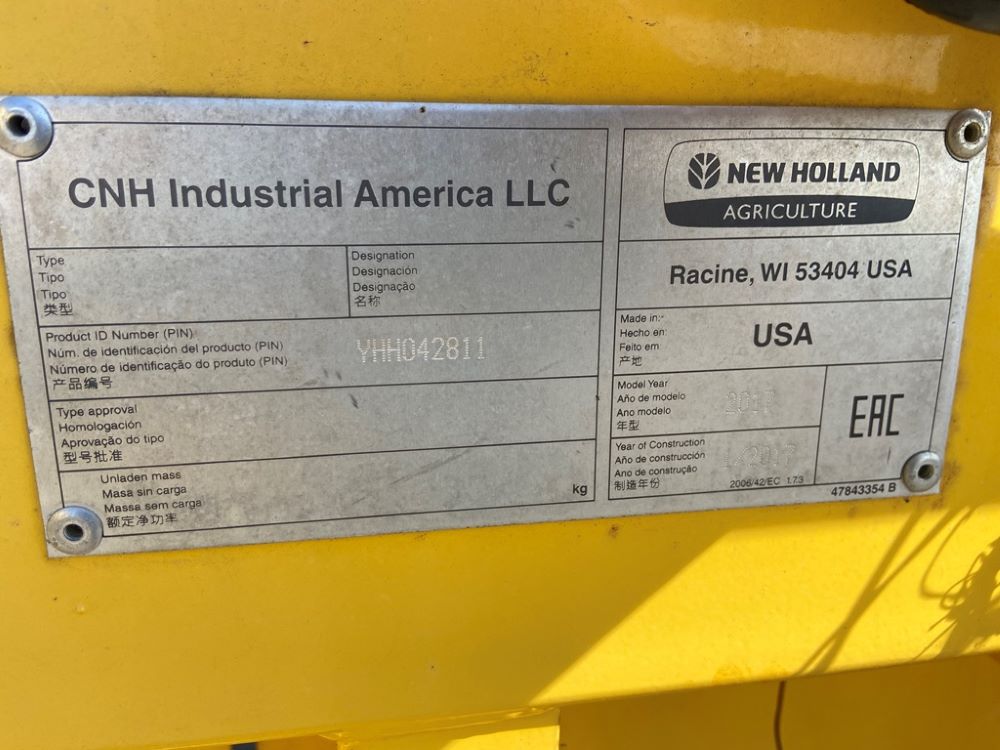 CNH Industrial America LLC
Type
Tipo
Tipo
类型
Designation
Designación
Designação
名称
Product ID Number (PIN)
Núm. de identificación del producto (PIN)
Número de identificação do produto (PIN)
产品编号
YHH042811
Type approval
Homologación
Aprovação do tipo
型号批准
Unladen mass
Masa sin carga
Massa sem carga
额定净功率
kg
NEW HOLLAND
AGRICULTURE
Racine, WI 53404 USA
Made in:
Hecho en:
Feito em
产地
USA
Model Year
Año de modelo
Ano modelo
年型
2017
Year of Construction
Año de construcción
Ano de construção
制造年份
2006/42/EC 1.7.3
EAC
47843354 B